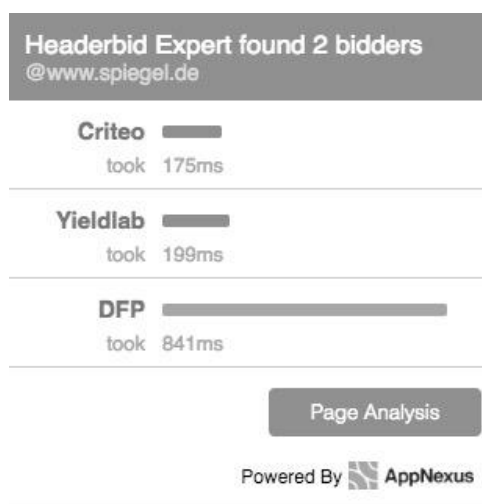 Headerbid Expert found 2 bidders
@www.spiegel.de
Criteo
took 175ms
Yieldlab
took 199ms
DFP
took 841ms
Page Analysis
Powered By AppNexus